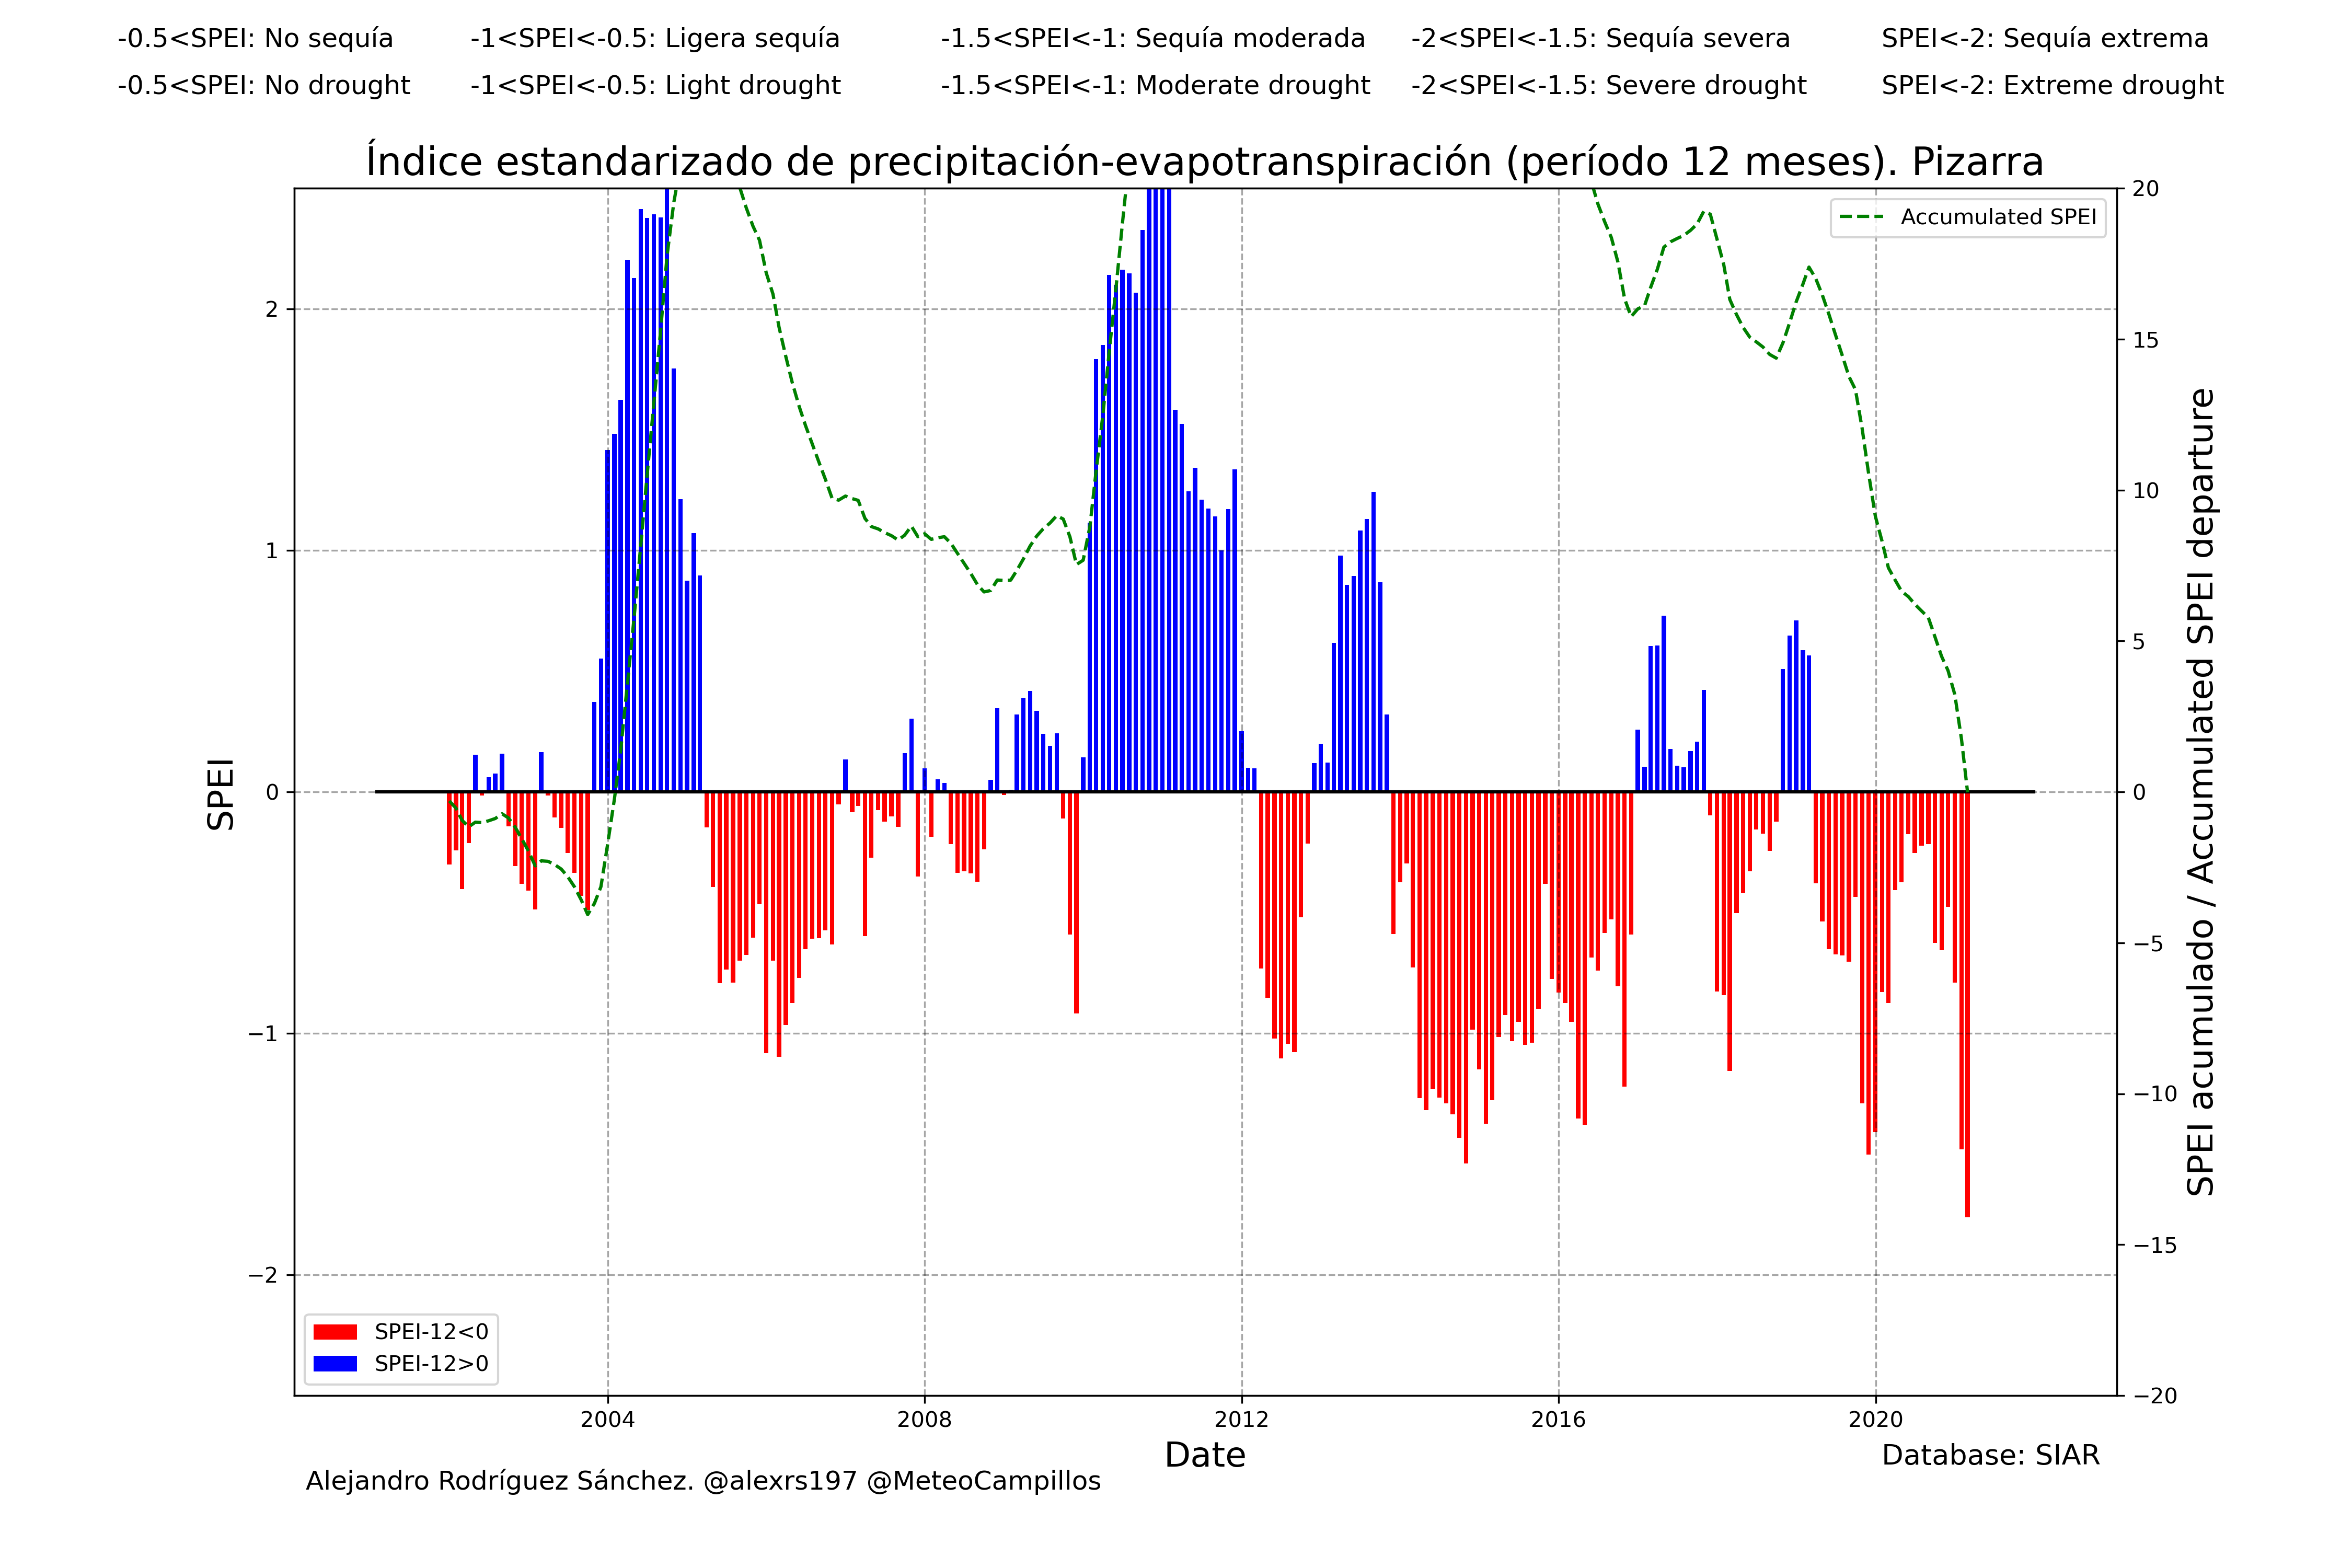 -0.5<SPEI: No sequía -1<SPEI<-0.5: Ligera sequía -1.5<SPEI<-1: Sequía moderada -2<SPEI<-1.5: Sequía severa SPEI<-2: Sequía extrema
-0.5<SPEI: No drought -1<SPEI<-0.5: Light drought -1.5<SPEI<-1: Moderate drought -2<SPEI<-1.5: Severe drought SPEI<-2: Extreme drought
Índice estandarizado de precipitación-evapotranspiración (período 12 meses). Pizarra
Accumulated SPEI
SPEI
2
1
0
−1
−2
20
15
10
5
0
−5
−10
−15
−20
SPEI acumulado / Accumulated SPEI departure
SPEI-12<0
SPEI-12>0
2004 2008 2012 2016 2020
Date
Database: SIAR
Alejandro Rodríguez Sánchez. @alexrs197 @MeteoCampillos